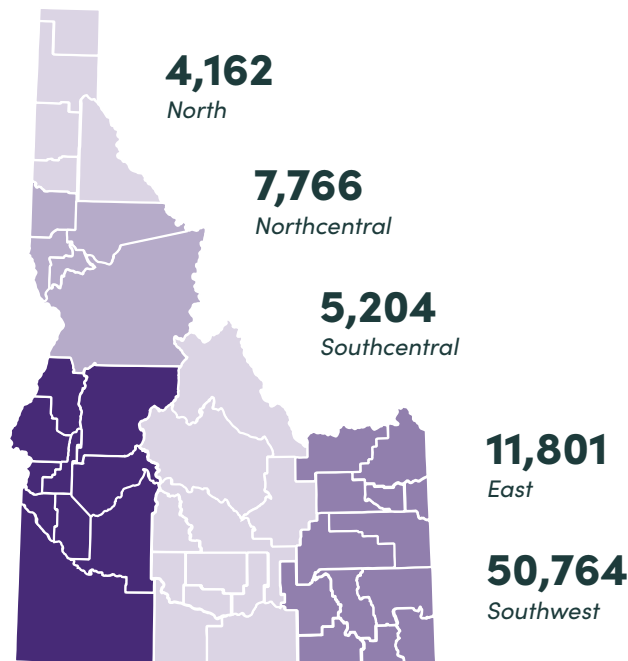 4,162
North
7,766
Northcentral
5,204
Southcentral
11,801
East
50,764
Southwest